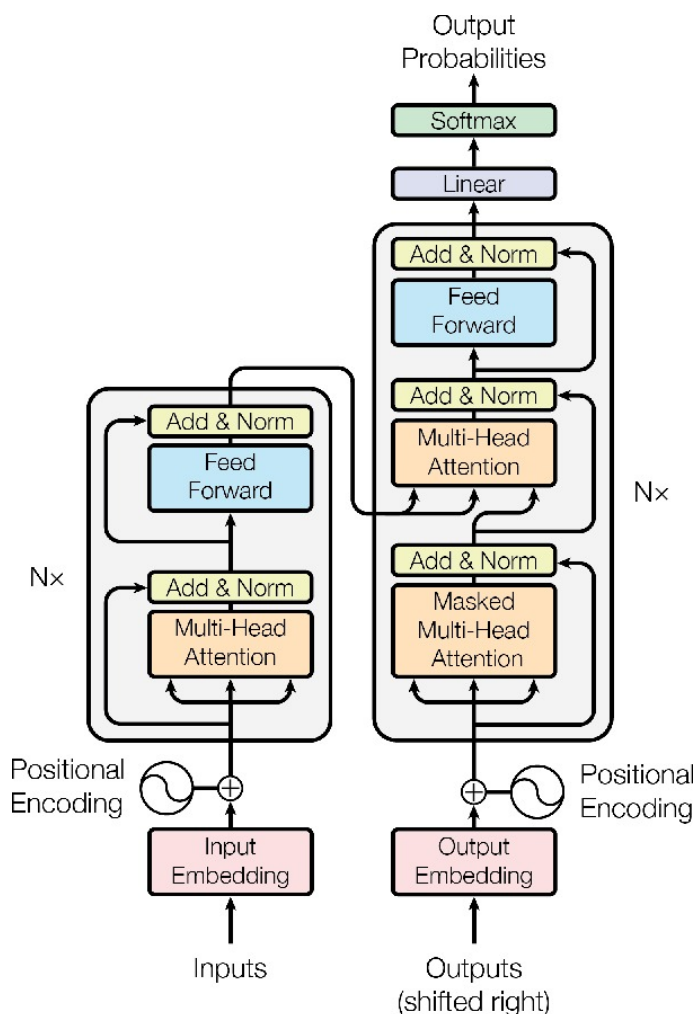 Output
Probabilities
Softmax
Linear
Add & Norm
Feed
Forward
Add & Norm
Multi-Head
Attention
Nx
Add & Norm
Masked
Multi-Head
Attention
Add & Norm
Feed
Forward
Nx
Add & Norm
Multi-Head
Attention
Positional
Encoding
Positional
Encoding
Input
Embedding
Output
Embedding
Inputs
Outputs
(shifted right)